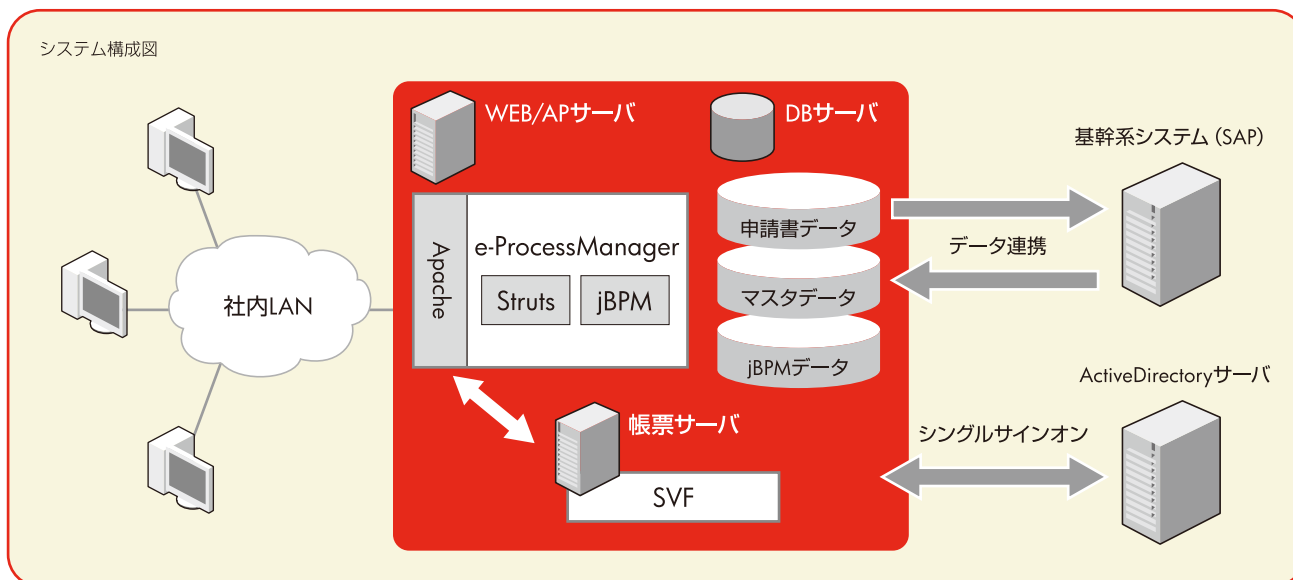 システム構成図
WEB/APサーバ
DBサーバ
基幹系システム（SAP）
申請書データ
Apache
e-ProcessManager
データ連携
社内LAN
Struts
jBPM
マスタデータ
jBPMデータ
ActiveDirectoryサーバ
帳票サーバ
シングルサインオン
SVF